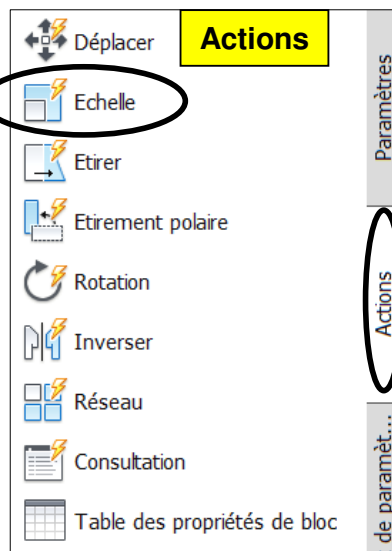 Déplacer
Actions
Echelle
Etirer
Etirement polaire
Rotation
Inverser
Réseau
Consultation
Table des propriétés de bloc
Paramètres
Actions
de paramèt...